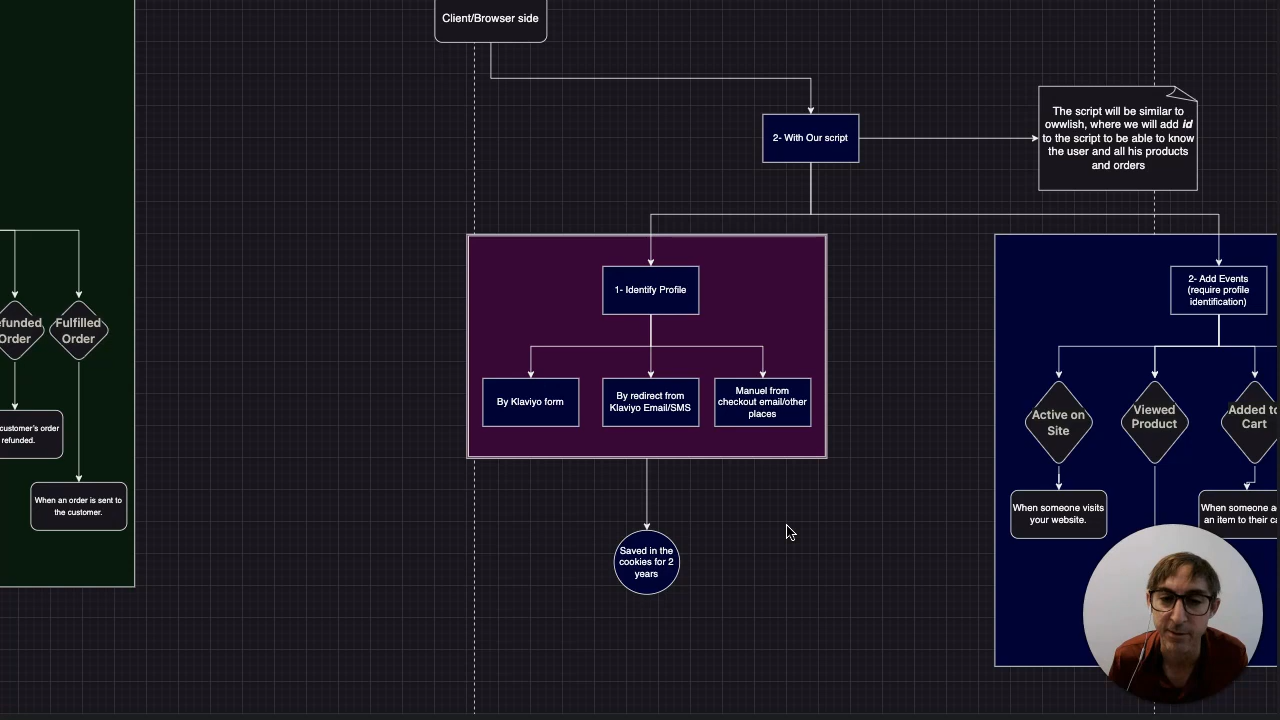 Client/Browser side
2- With Our script
The script will be similar to
owwlish, where we will add id
to the script to be able to know
the user and all his products
and orders
1- Identify Profile
2- Add Events
(require profile
identification)
Fulfilled
Order
Order
By Klaviyo form
By redirect from
Klaviyo Email/SMS
Manuel from
checkout email/other
places
Active on
Site
Viewed
Product
Added to
Cart
customer's order
refunded.
When an order is sent to
the customer.
When someone visits
your website.
When someone
an item to their
Saved in the
cookies for 2
years